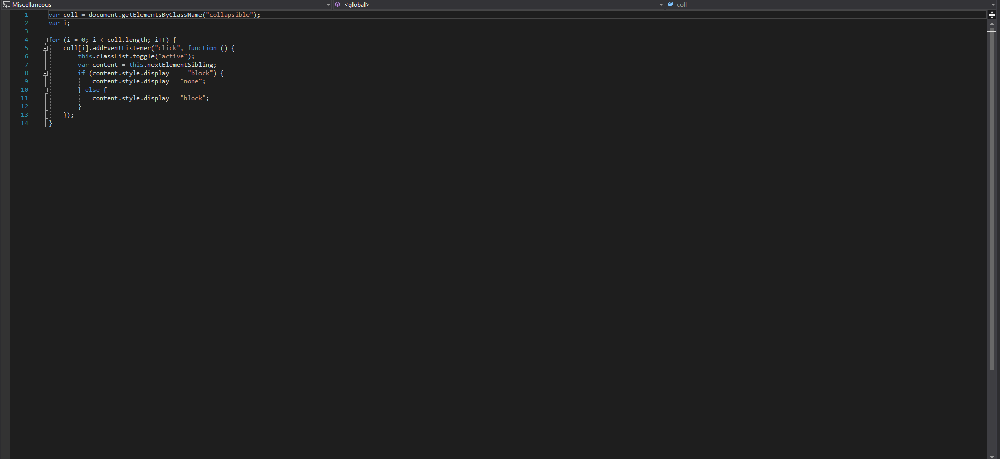 Miscellaneous <global> coll
1 var coll = document.getElementsByClassName("collapsible");
2 var i;
3
4 for (i = 0; i < coll.length; i++) {
5     coll[i].addEventListener("click", function () {
6         this.classList.toggle("active");
7         var content = this.nextElementSibling;
8         if (content.style.display === "block") {
9             content.style.display = "none";
10         } else {
11             content.style.display = "block";
12         }
13     });
14 }